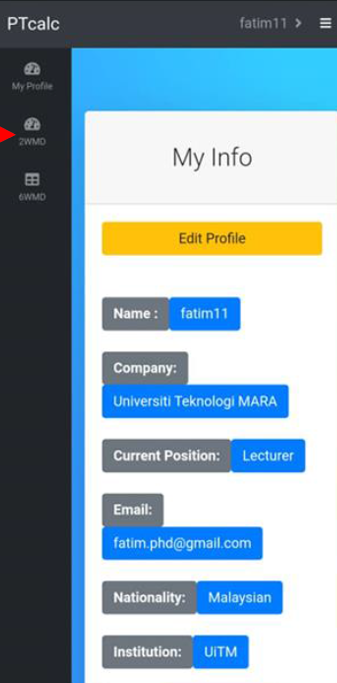 PTcalc
fatim11 >
My Profile
2WMD
6WMD
My Info
Edit Profile
Name : fatim11
Company:
Universiti Teknologi MARA
Current Position: Lecturer
Email:
fatim.phd@gmail.com
Nationality: Malaysian
Institution: UiTM